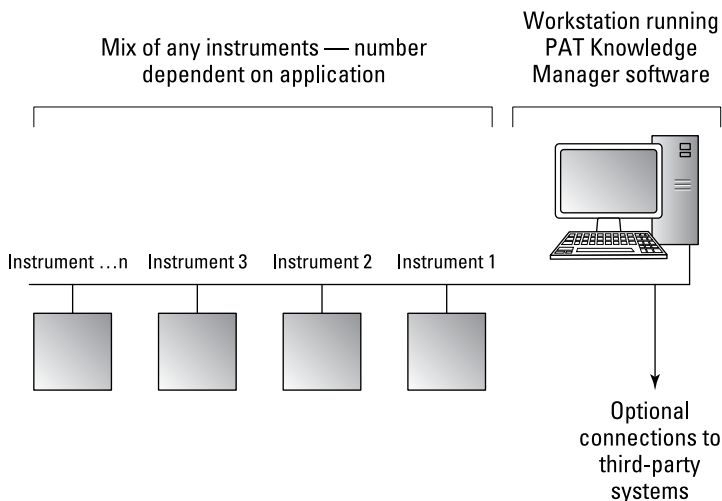 Mix of any instruments — number
dependent on application
Workstation running
PAT Knowledge
Manager software
Instrument …n
Instrument 3
Instrument 2
Instrument 1
Optional
connections to
third-party
systems